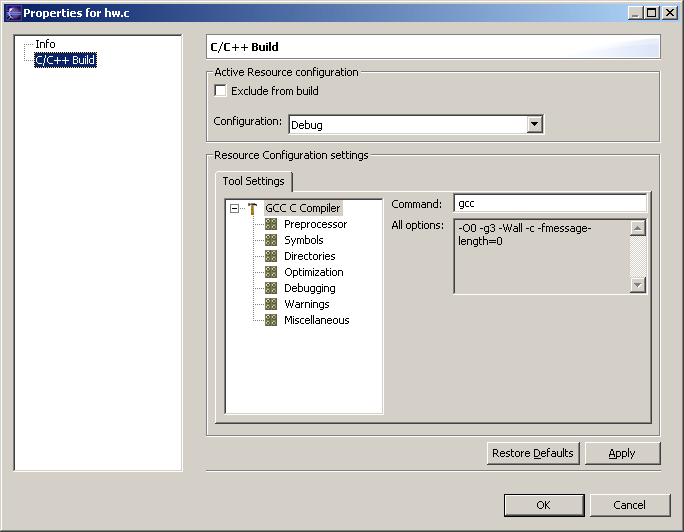 Properties for hw.c
Info
C/C++ Build
C/C++ Build
Active Resource configuration
Exclude from build
Configuration: Debug
Resource Configuration settings
Tool Settings
GCC C Compiler
Preprocessor
Symbols
Directories
Optimization
Debugging
Warnings
Miscellaneous
Command: gcc
All options: -O0 -g3 -Wall -c -fmessage-
length=0
Restore Defaults
Apply
OK
Cancel